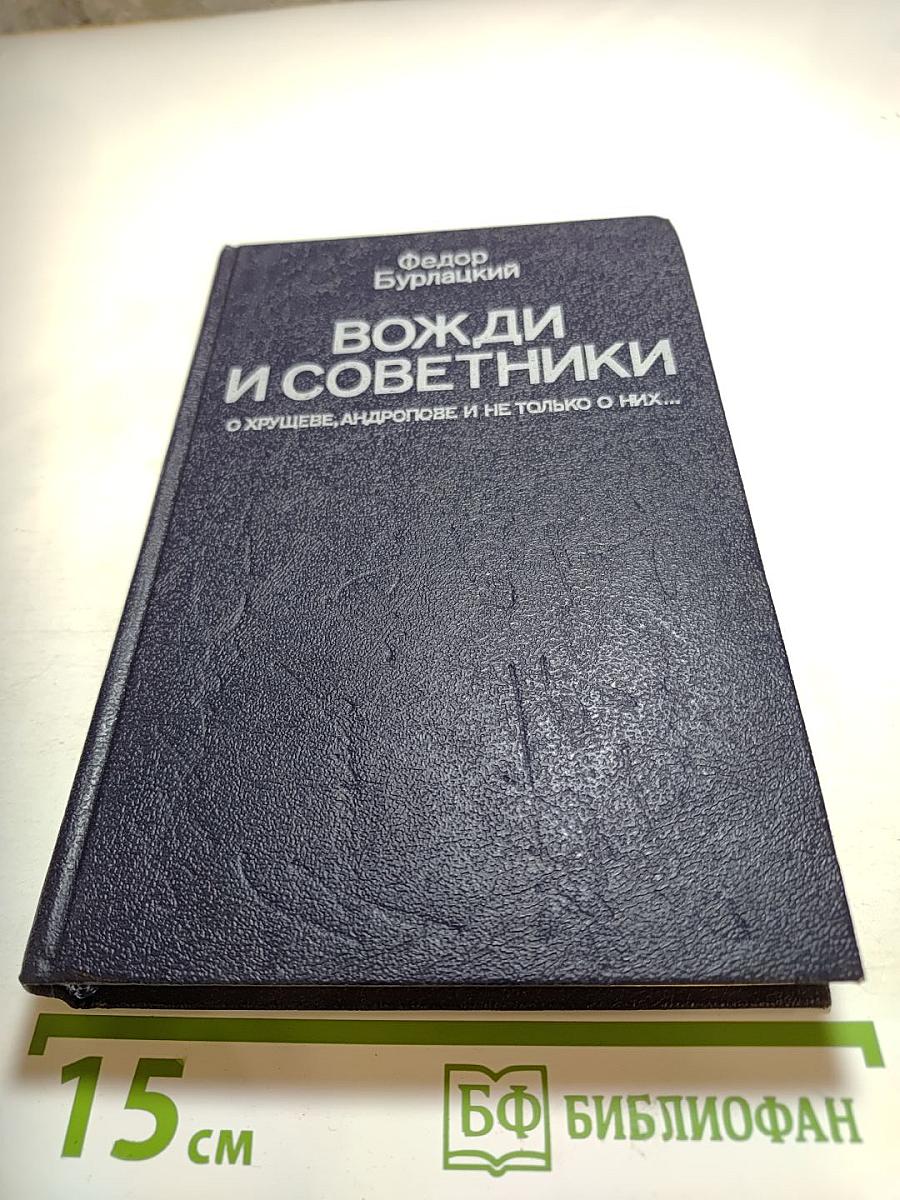 Федор
Бурлацкий
ВОЖДИ
И СОВЕТНИКИ
О ХРУЩЕВЕ, АНДРОПОВЕ И НЕ ТОЛЬКО О НИХ...
15 см
БФ БИБЛИОФАН